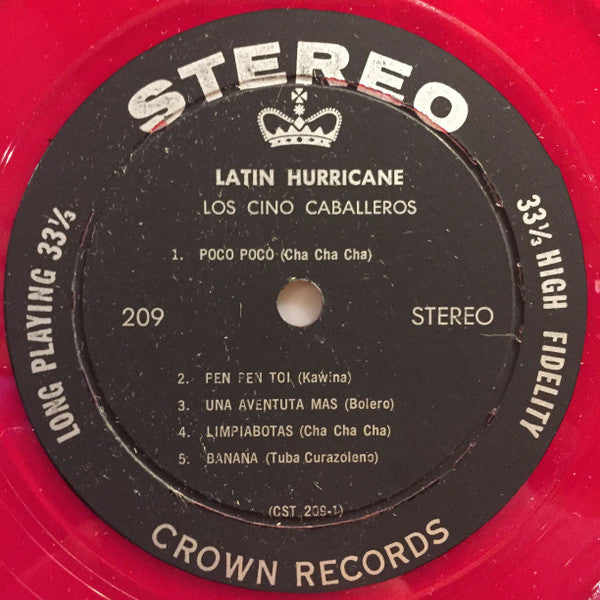 STEREO
LATIN HURRICANE
LOS CINO CABALLEROS
1. POCO POCO (Cha Cha Cha)
209
STEREO
2. PEN PEN TOI (Kawina)
3. UNA AVENTUTA MAS (Bolero)
4. LIMPIABOTAS (Cha Cha Cha)
5. BANANA (Tuba Curazoleno)
(CST 209-1)
LONG PLAYING 33⅓
33⅓ HIGH FIDELITY
CROWN RECORDS